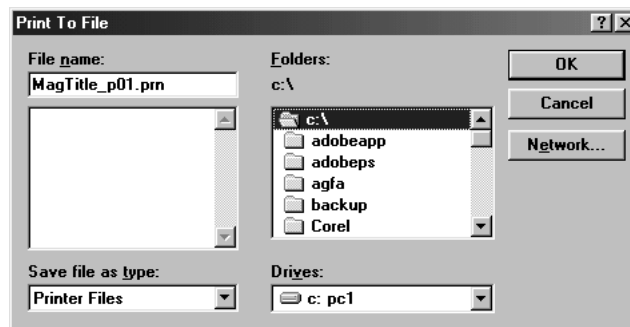 Print To File
File name:
MagTitle_p01.prn
Folders:
c:\
c:\
adobeapp
adobeps
agfa
backup
Corel
OK
Cancel
Network...
Save file as type:
Printer Files
Drives:
c: pc1